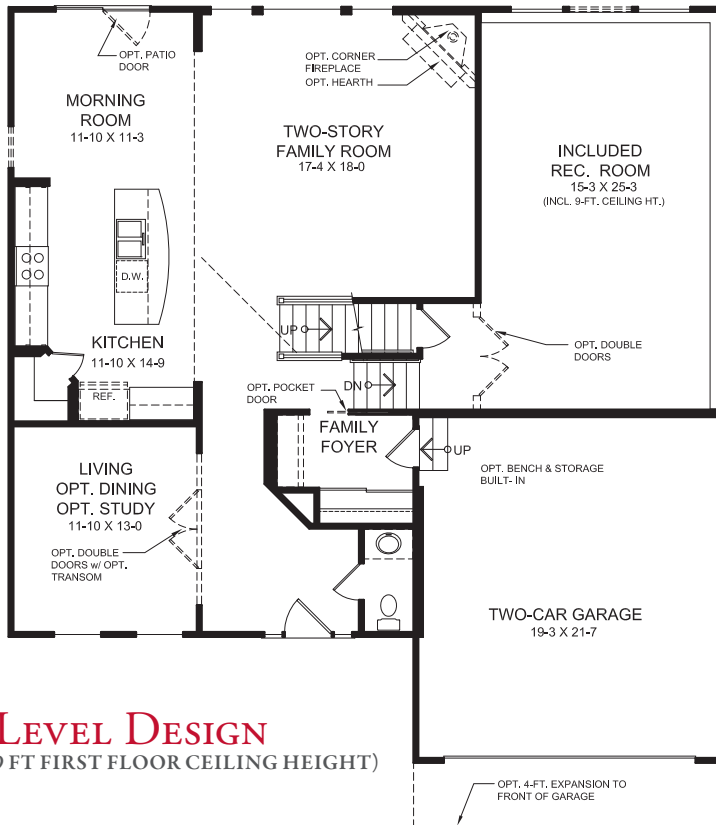 OPT. PATIO
DOOR
OPT. CORNER
FIREPLACE
OPT. HEARTH
MORNING
ROOM
11-10 X 11-3
TWO-STORY
FAMILY ROOM
17-4 X 18-0
INCLUDED
REC. ROOM
15-3 X 25-3
(INCL. 9-FT. CEILING HT.)
D.W.
UP
KITCHEN
11-10 X 14-9
OPT. DOUBLE
DOORS
REF.
OPT. POCKET
DOOR
DN
FAMILY
FOYER
UP
OPT. BENCH & STORAGE
BUILT- IN
LIVING
OPT. DINING
OPT. STUDY
11-10 X 13-0
OPT. DOUBLE
DOORS w/ OPT.
TRANSOM
TWO-CAR GARAGE
19-3 X 21-7
LEVEL DESIGN
9 FT FIRST FLOOR CEILING HEIGHT)
OPT. 4-FT. EXPANSION TO
FRONT OF GARAGE